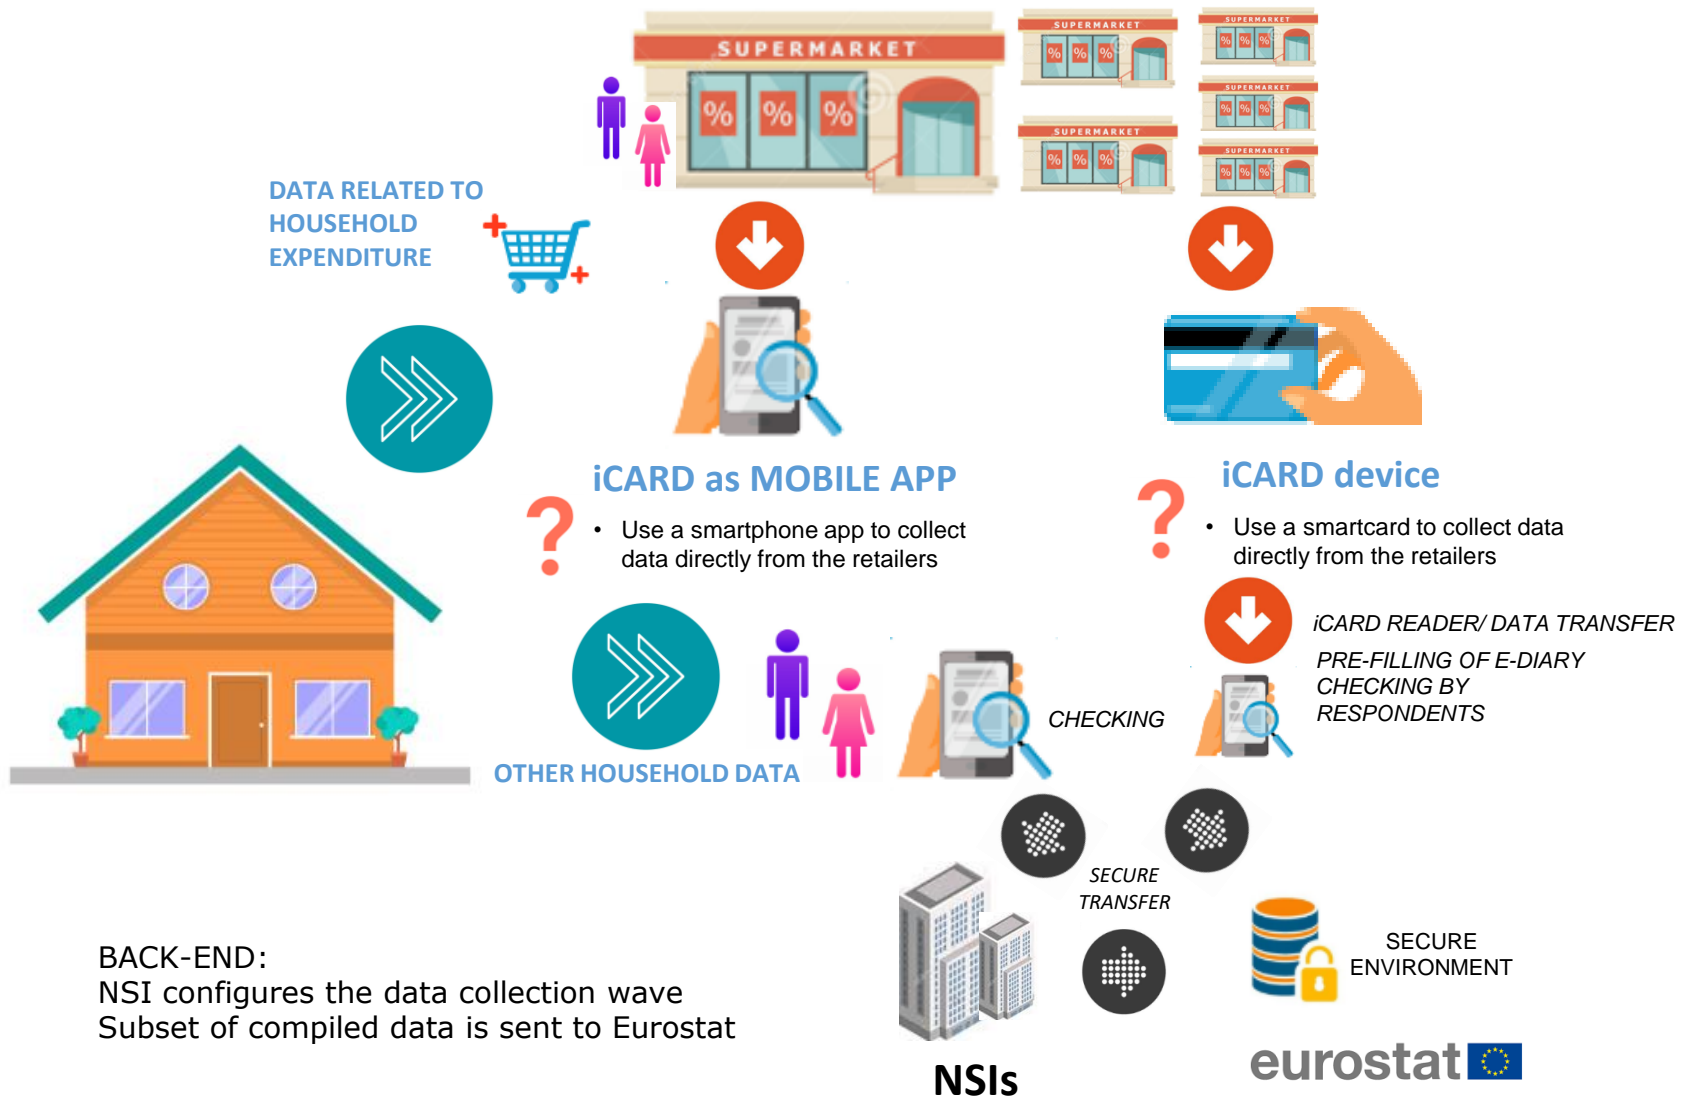 SUPERMARKET
% % %
SUPERMARKET
% % %
SUPERMARKET
% % %
SUPERMARKET
% % %
SUPERMARKET
% % %
SUPERMARKET
% % %
DATA RELATED TO
HOUSEHOLD
EXPENDITURE
iCARD as MOBILE APP
?
• Use a smartphone app to collect
data directly from the retailers
iCARD device
?
• Use a smartcard to collect data
directly from the retailers
iCARD READER/ DATA TRANSFER
PRE-FILLING OF E-DIARY
CHECKING BY
RESPONDENTS
CHECKING
OTHER HOUSEHOLD DATA
SECURE
TRANSFER
SECURE
ENVIRONMENT
BACK-END:
NSI configures the data collection wave
Subset of compiled data is sent to Eurostat
NSIs
eurostat